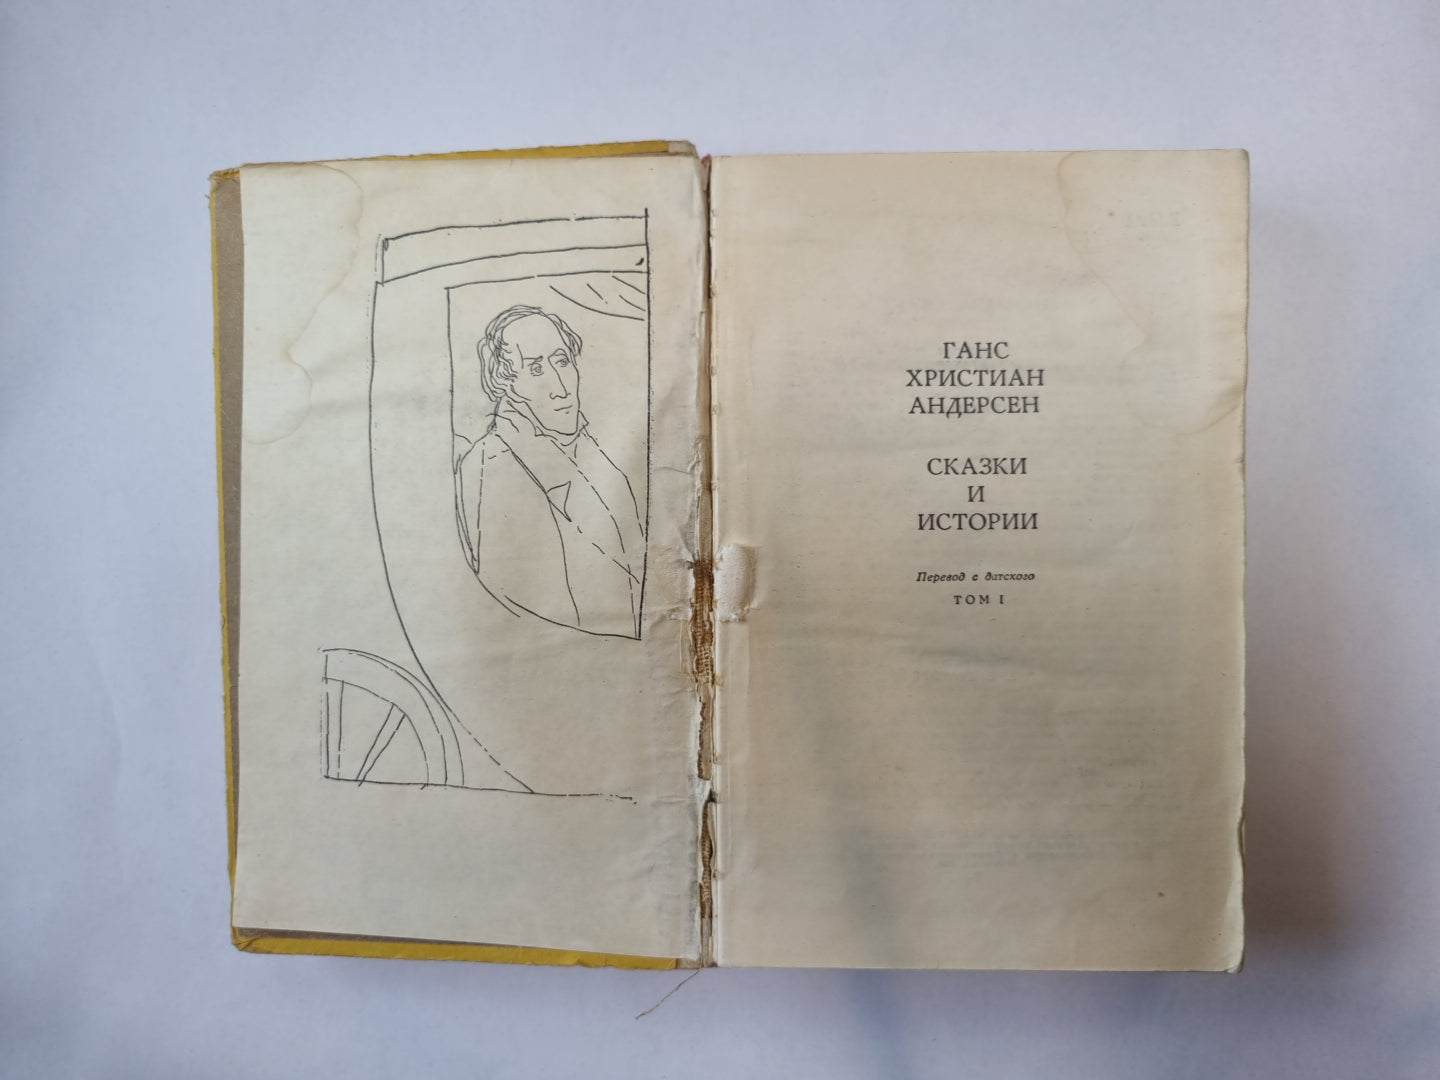 ГАНС
ХРИСТИАН
АНДЕРСЕН
СКАЗКИ
И
ИСТОРИИ
Перевод с датского
ТОМ I